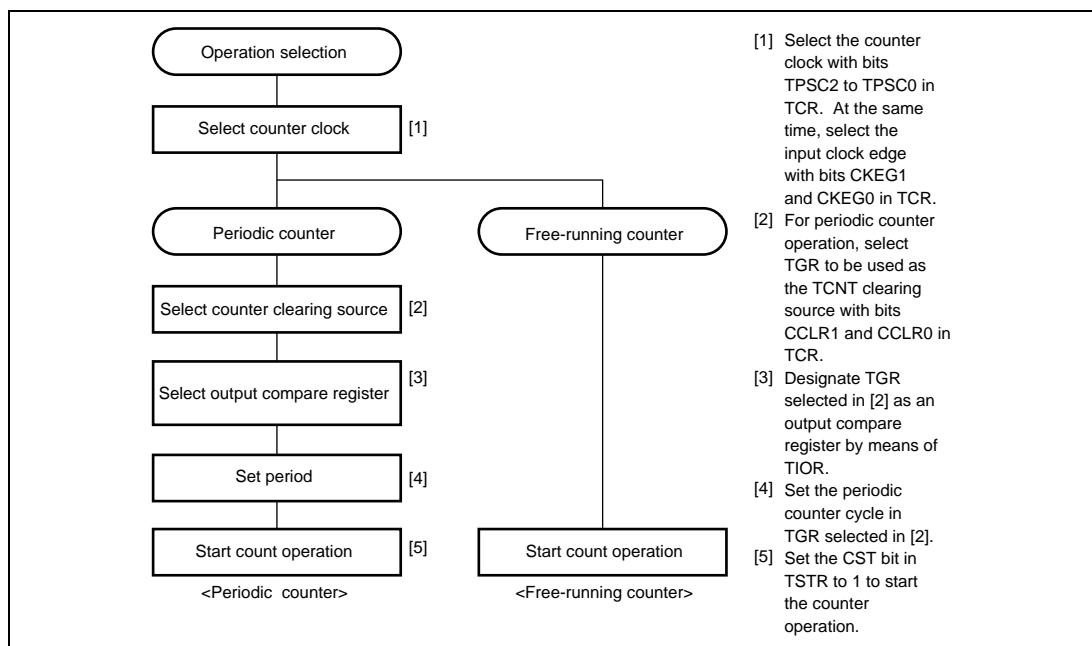 Operation selection
Select counter clock [1]
Periodic counter
Free-running counter
Select counter clearing source [2]
Select output compare register [3]
Set period [4]
Start count operation [5]
Start count operation
<Periodic counter>
<Free-running counter>
[1] Select the counter
clock with bits
TPSC2 to TPSC0 in
TCR. At the same
time, select the
input clock edge
with bits CKEG1
and CKEG0 in TCR.
[2] For periodic counter
operation, select
TGR to be used as
the TCNT clearing
source with bits
CCLR1 and CCLR0 in
TCR.
[3] Designate TGR
selected in [2] as an
output compare
register by means of
TIOR.
[4] Set the periodic
counter cycle in
TGR selected in [2].
[5] Set the CST bit in
TSTR to 1 to start
the counter
operation.